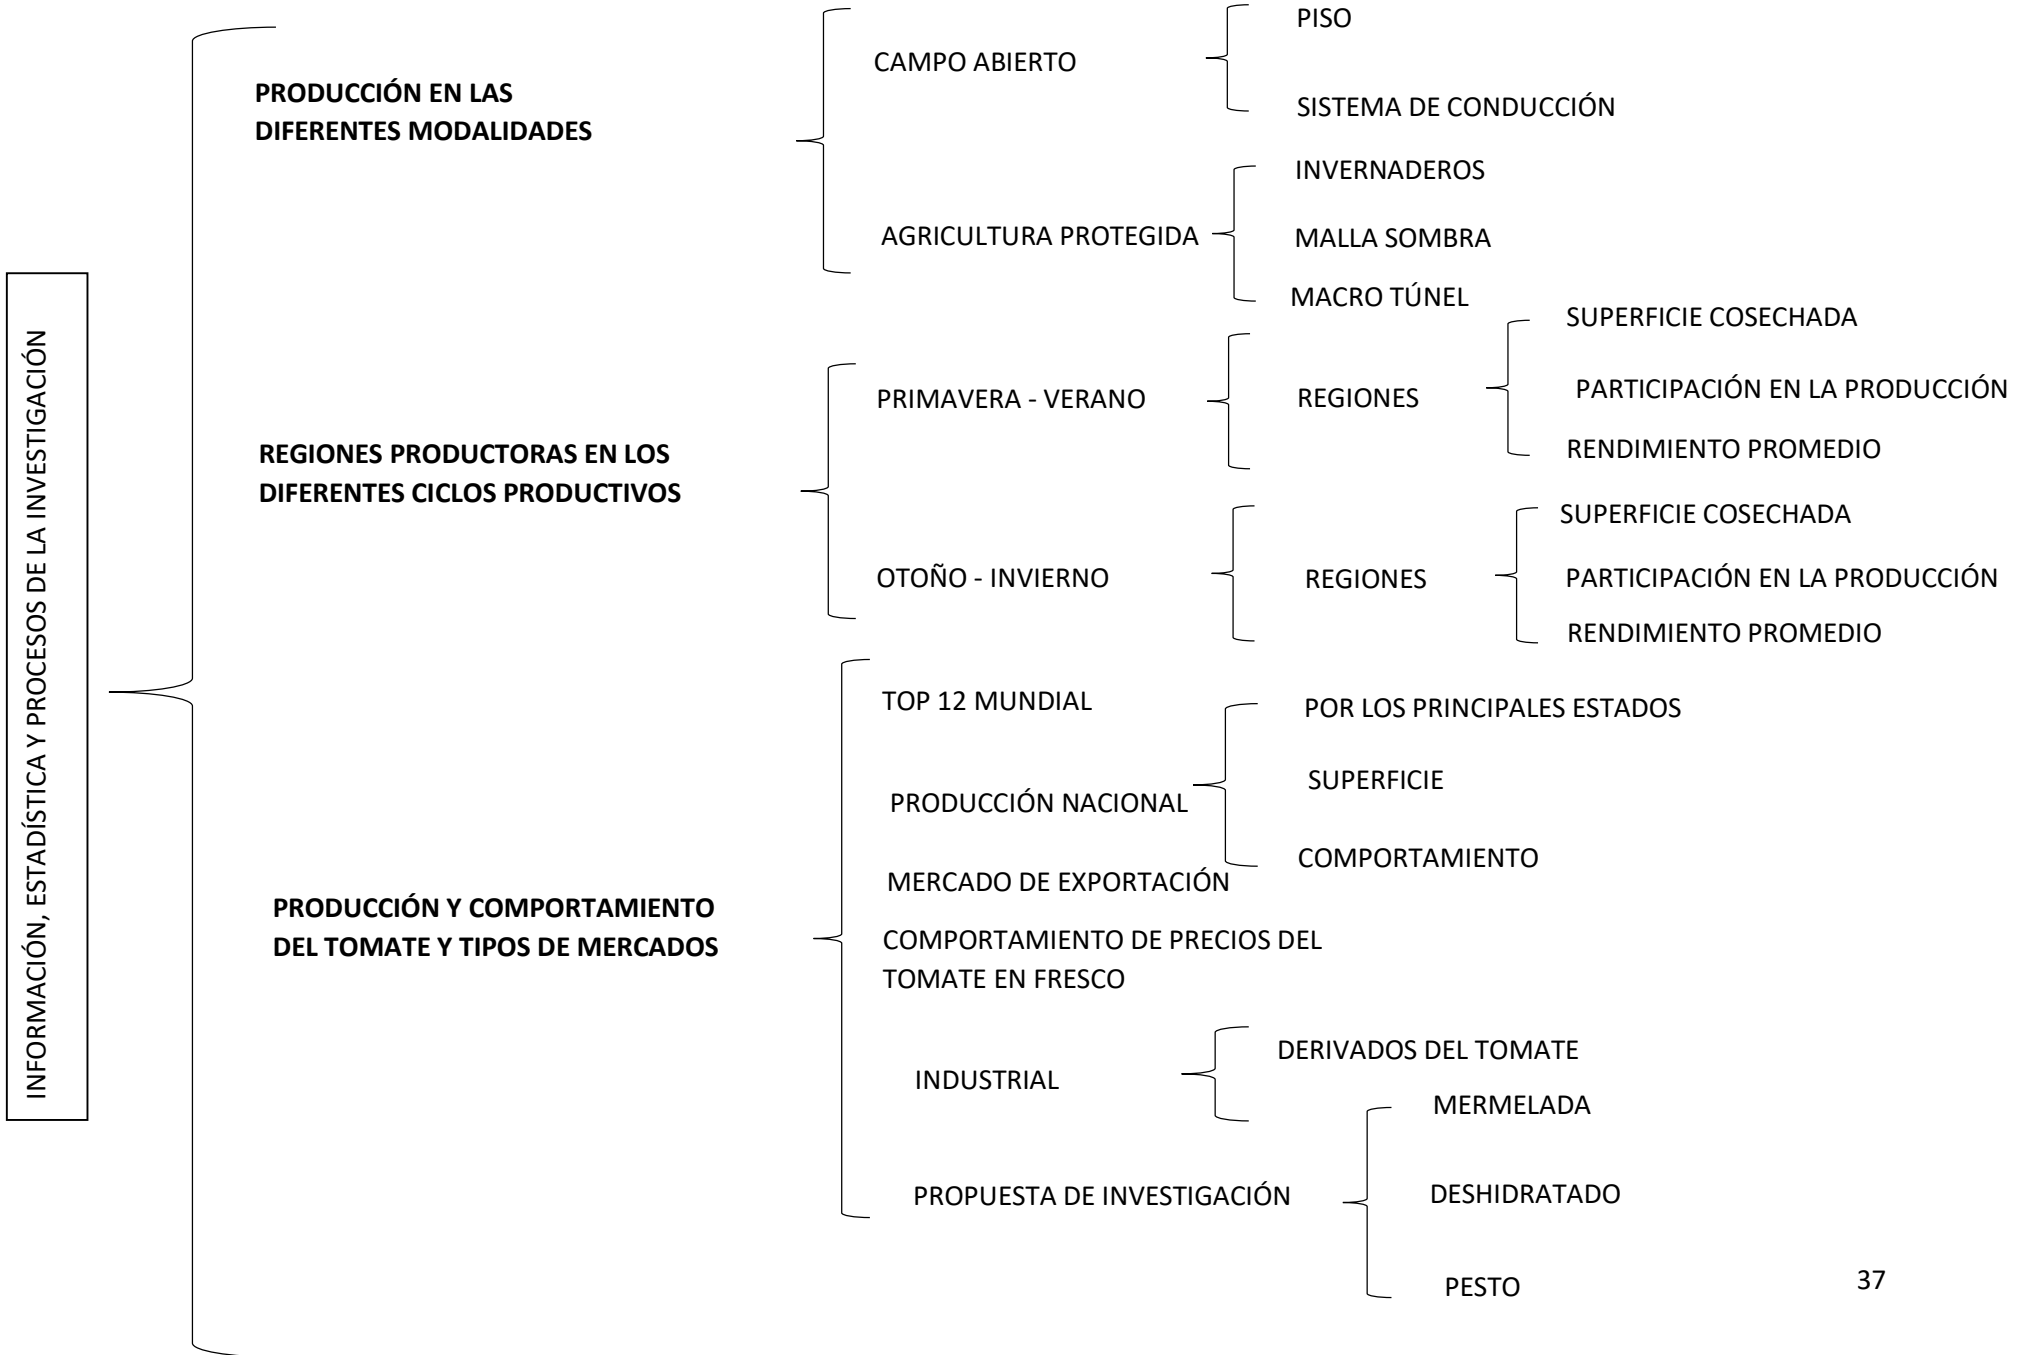 INFORMACIÓN, ESTADÍSTICA Y PROCESOS DE LA INVESTIGACIÓN
PRODUCCIÓN EN LAS
DIFERENTES MODALIDADES
CAMPO ABIERTO
PISO
SISTEMA DE CONDUCCIÓN
AGRICULTURA PROTEGIDA
INVERNADEROS
MALLA SOMBRA
MACRO TÚNEL
REGIONES PRODUCTORAS EN LOS
DIFERENTES CICLOS PRODUCTIVOS
PRIMAVERA - VERANO
REGIONES
SUPERFICIE COSECHADA
PARTICIPACIÓN EN LA PRODUCCIÓN
RENDIMIENTO PROMEDIO
OTOÑO - INVIERNO
REGIONES
SUPERFICIE COSECHADA
PARTICIPACIÓN EN LA PRODUCCIÓN
RENDIMIENTO PROMEDIO
PRODUCCIÓN Y COMPORTAMIENTO
DEL TOMATE Y TIPOS DE MERCADOS
TOP 12 MUNDIAL
PRODUCCIÓN NACIONAL
POR LOS PRINCIPALES ESTADOS
SUPERFICIE
COMPORTAMIENTO
MERCADO DE EXPORTACIÓN
COMPORTAMIENTO DE PRECIOS DEL
TOMATE EN FRESCO
INDUSTRIAL
DERIVADOS DEL TOMATE
PROPUESTA DE INVESTIGACIÓN
MERMELADA
DESHIDRATADO
PESTO
37